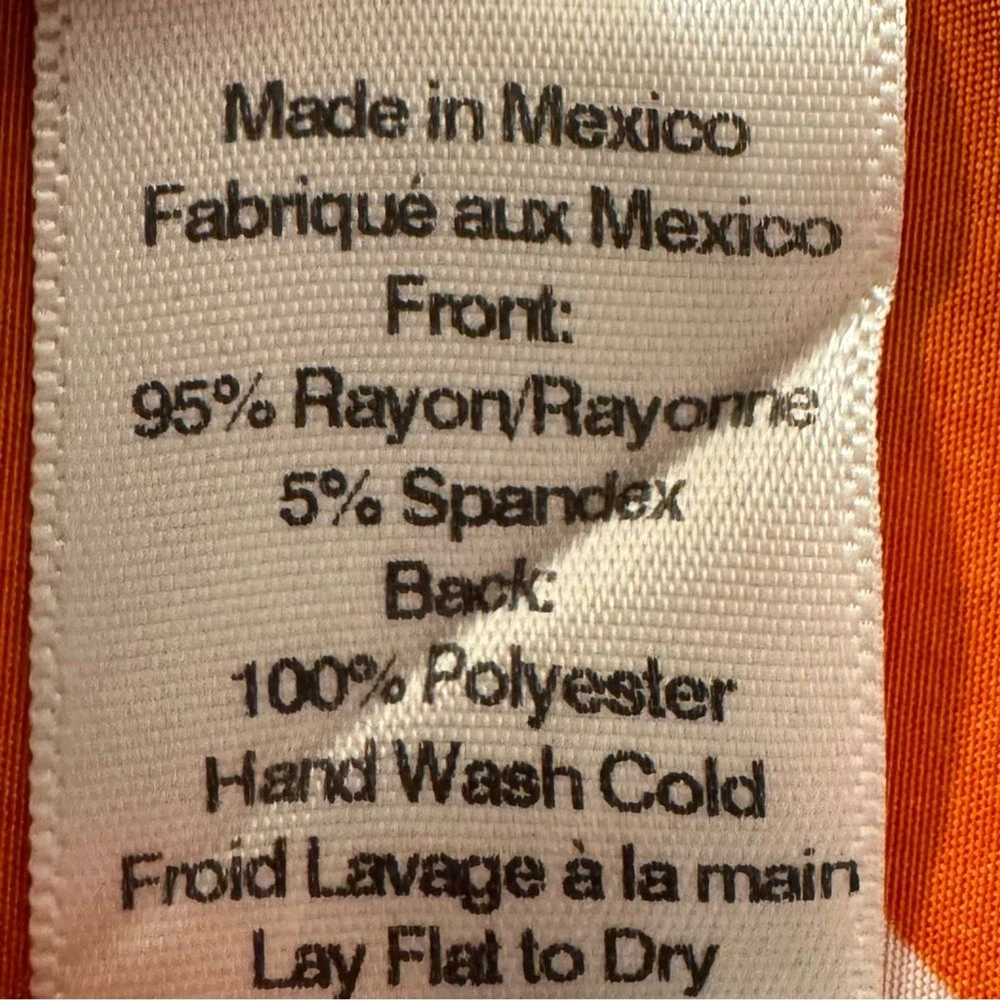 Made in Mexico
Fabriqué aux Mexico
Front:
95% Rayon/Rayonne
5% Spandex
Back:
100% Polyester
Hand Wash Cold
Froid Lavage à la main
Lay Flat to Dry